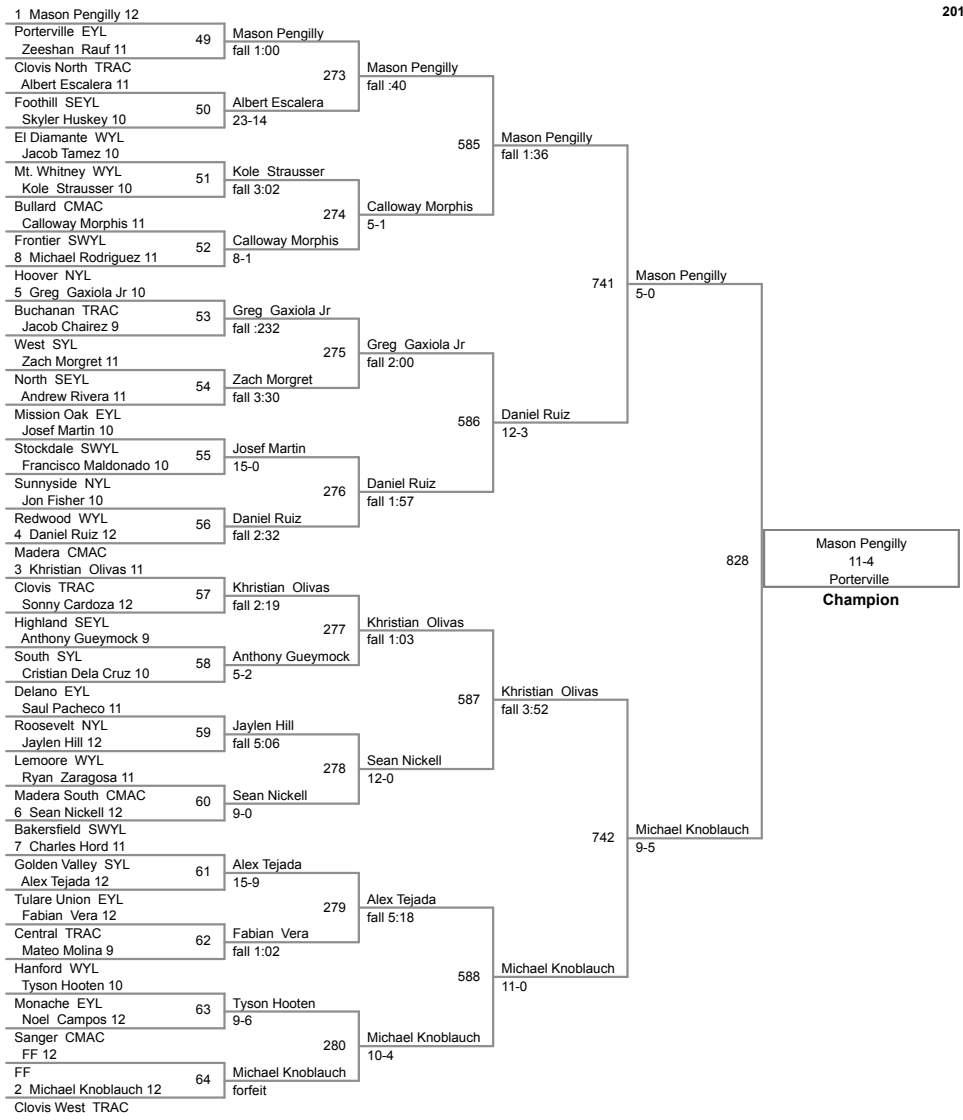 201
1 Mason Pengilly 12
Porterville EYL
Zeeshan Rauf 11
Clovis North TRAC
Albert Escalera 11
Foothill SEYL
Skyler Huskey 10
El Diamante WYL
Jacob Tamez 10
Mt. Whitney WYL
Kole Strausser 10
Bullard CMAC
Calloway Morphis 11
Frontier SWYL
8 Michael Rodriguez 11
Hoover NYL
5 Greg Gaxiola Jr 10
Buchanan TRAC
Jacob Chairez 9
West SYL
Zach Morgret 11
North SEYL
Andrew Rivera 11
Mission Oak EYL
Josef Martin 10
Stockdale SWYL
Francisco Maldonado 10
Sunnyside NYL
Jon Fisher 10
Redwood WYL
4 Daniel Ruiz 12
Madera CMAC
3 Khristian Olivas 11
Clovis TRAC
Sonny Cardoza 12
Highland SEYL
Anthony Gueymock 9
South SYL
Cristian Dela Cruz 10
Delano EYL
Saul Pacheco 11
Roosevelt NYL
Jaylen Hill 12
Lemoore WYL
Ryan Zaragosa 11
Madera South CMAC
6 Sean Nickell 12
Bakersfield SWYL
7 Charles Hord 11
Golden Valley SYL
Alex Tejada 12
Tulare Union EYL
Fabian Vera 12
Central TRAC
Mateo Molina 9
Hanford WYL
Tyson Hooten 10
Monache EYL
Noel Campos 12
Sanger CMAC
FF 12
FF
2 Michael Knoblauch 12
Clovis West TRAC
49
Mason Pengilly
fall 1:00
50
Albert Escalera
23-14
51
Kole Strausser
fall 3:02
52
Calloway Morphis
8-1
53
Greg Gaxiola Jr
fall :232
54
Zach Morgret
fall 3:30
55
Josef Martin
15-0
56
Daniel Ruiz
fall 2:32
57
Khristian Olivas
fall 2:19
58
Anthony Gueymock
5-2
59
Jaylen Hill
fall 5:06
60
Sean Nickell
9-0
61
Alex Tejada
15-9
62
Fabian Vera
fall 1:02
63
Tyson Hooten
9-6
64
Michael Knoblauch
forfeit
273
Mason Pengilly
fall :40
274
Calloway Morphis
5-1
275
Greg Gaxiola Jr
fall 2:00
276
Daniel Ruiz
fall 1:57
277
Khristian Olivas
fall 1:03
278
Sean Nickell
12-0
279
Alex Tejada
fall 5:18
280
Michael Knoblauch
10-4
585
Mason Pengilly
fall 1:36
586
Daniel Ruiz
12-3
587
Khristian Olivas
fall 3:52
588
Michael Knoblauch
11-0
741
Mason Pengilly
5-0
742
Michael Knoblauch
9-5
828
Mason Pengilly
11-4
Porterville
Champion